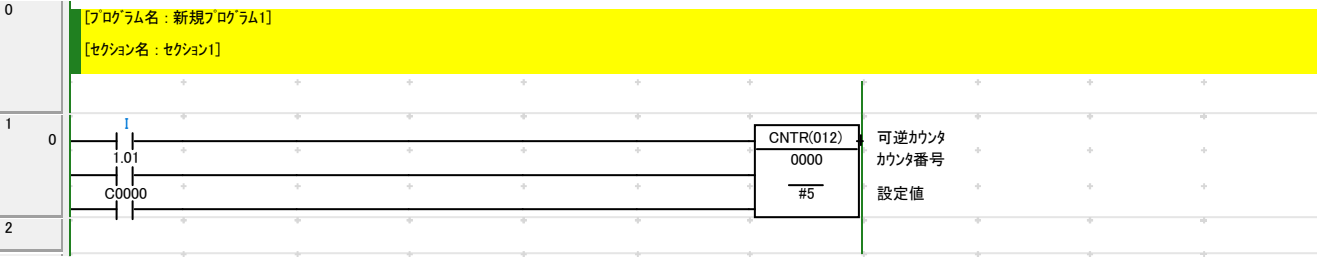 0
[ﾌﾟﾛｸﾞﾗﾑ名 : 新規ﾌﾟﾛｸﾞﾗﾑ1]
[ｾｸｼｮﾝ名 : ｾｸｼｮﾝ1]
1
0
I
CNTR(012)
可逆ｶｳﾝﾀ
1.01
0000
ｶｳﾝﾀ番号
C0000
#5
設定値
2